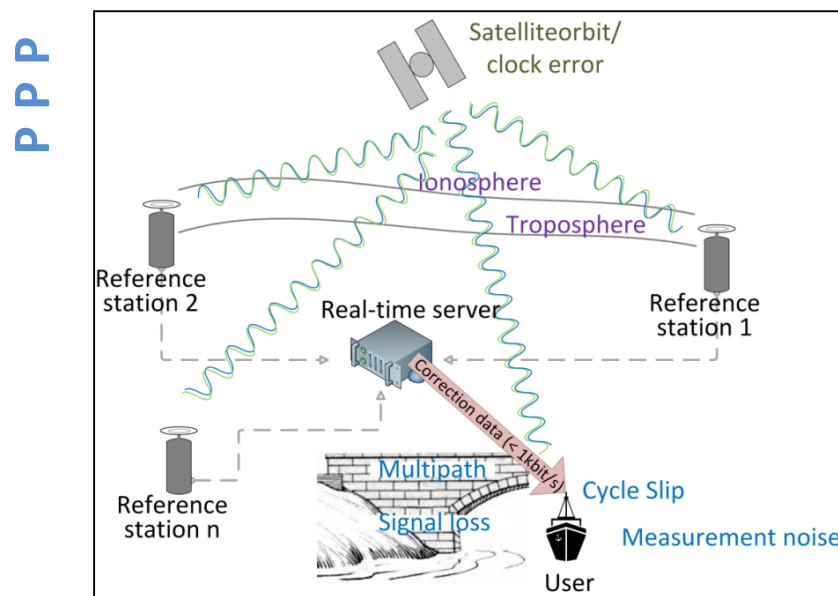 P P P
Satelliteorbit/
clock error
Ionosphere
Troposphere
Reference
station 2
Reference
station 1
Real-time server
Correction data (< 1kbit/s)
Multipath
Cycle Slip
Reference
station n
Signal loss
Measurement noise
User